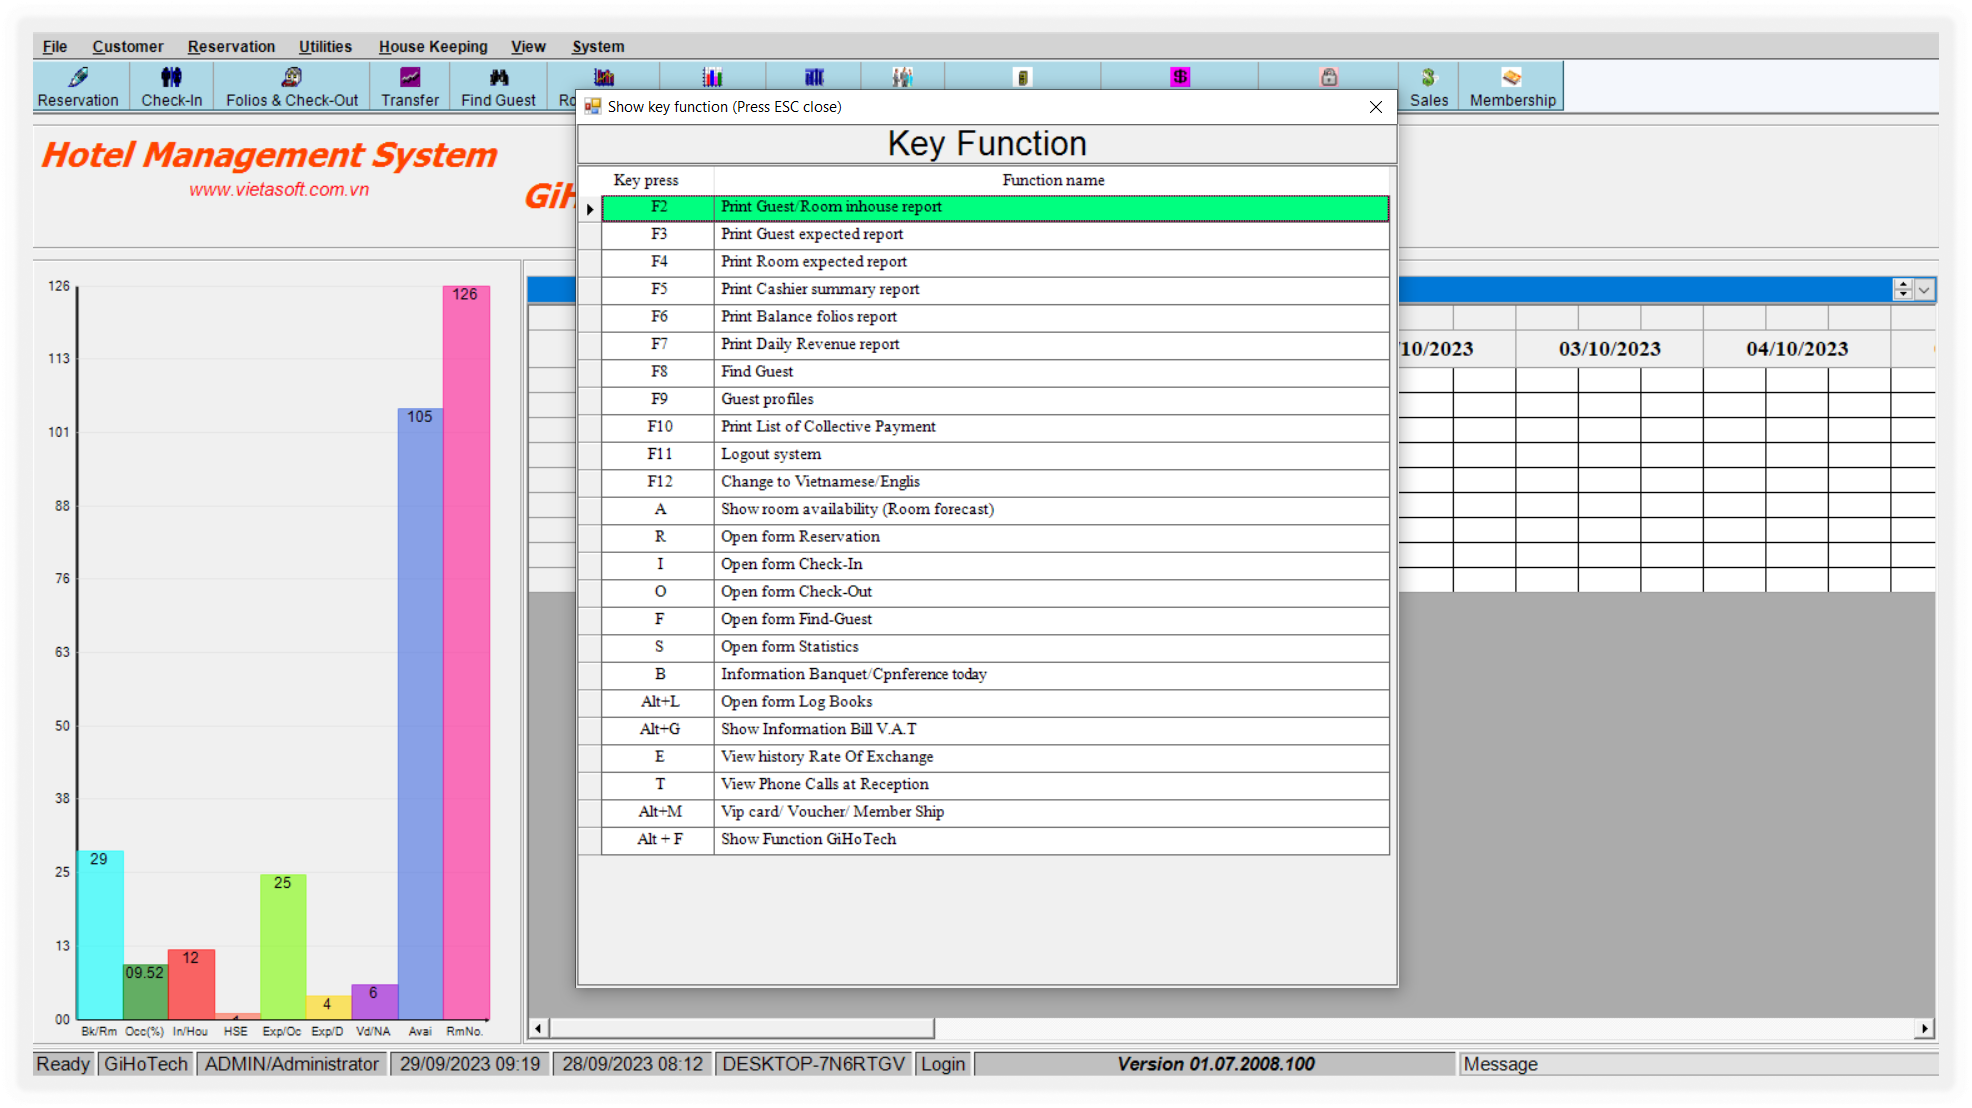 File Customer Reservation Utilities House Keeping View System
Reservation Check-In Folios & Check-Out Transfer Find Guest Sales Membership
Show key function (Press ESC close)
Hotel Management System
www.vietasoft.com.vn
Key Function
Key press Function name
F2 Print Guest/Room inhouse report
F3 Print Guest expected report
F4 Print Room expected report
F5 Print Cashier summary report
F6 Print Balance folios report
F7 Print Daily Revenue report
F8 Find Guest
F9 Guest profiles
F10 Print List of Collective Payment
F11 Logout system
F12 Change to Vietnamese/Englis
A Show room availability (Room forecast)
R Open form Reservation
I Open form Check-In
O Open form Check-Out
F Open form Find-Guest
S Open form Statistics
B Information Banquet/Cpnference today
Alt+L Open form Log Books
Alt+G Show Information Bill V.A.T
E View history Rate Of Exchange
T View Phone Calls at Reception
Alt+M Vip card/ Voucher/ Member Ship
Alt + F Show Function GiHoTech
126
113
101
88
76
63
50
38
25
13
00
29
09.52
12
25
4
6
105
126
Bk/Rm Occ(%) In/Hou HSE Exp/Oc Exp/D Vd/NA Avai RmNo.
10/2023 03/10/2023 04/10/2023
Ready GiHoTech ADMIN/Administrator 29/09/2023 09:19 28/09/2023 08:12 DESKTOP-7N6RTGV Login Version 01.07.2008.100 Message